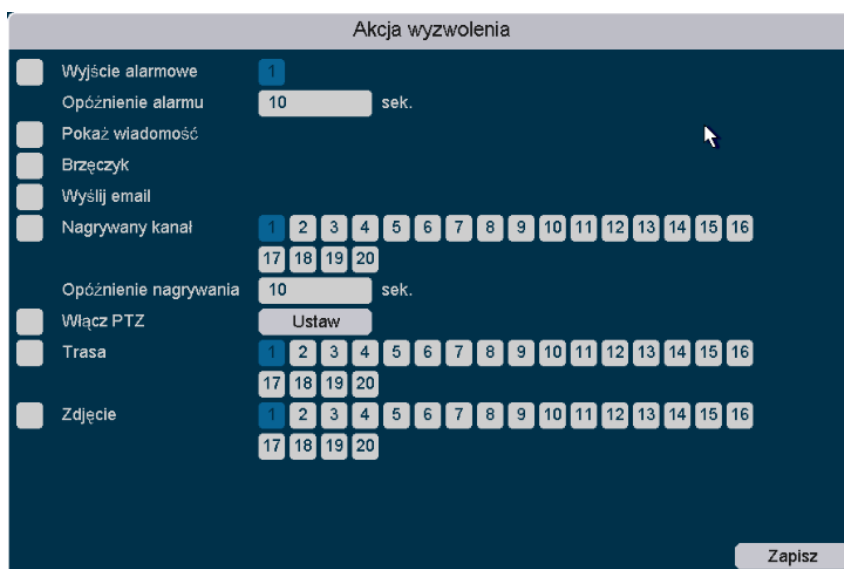 Akcja wyzwolenia
Wyjście alarmowe 1
Opóźnienie alarmu 10 sek.
Pokaż wiadomość
Brzęczyk
Wyślij email
Nagrywany kanał 1 2 3 4 5 6 7 8 9 10 11 12 13 14 15 16
17 18 19 20
Opóźnienie nagrywania 10 sek.
Włącz PTZ Ustaw
Trasa 1 2 3 4 5 6 7 8 9 10 11 12 13 14 15 16
17 18 19 20
Zdjęcie 1 2 3 4 5 6 7 8 9 10 11 12 13 14 15 16
17 18 19 20
Zapisz